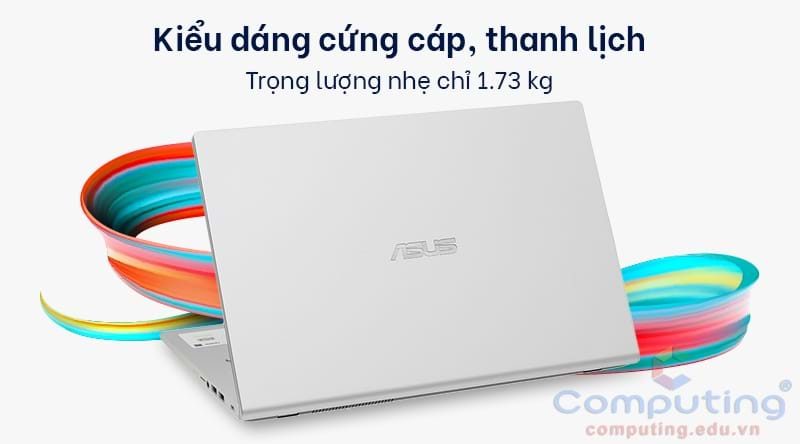 Kiểu dáng cứng cáp, thanh lịch
Trọng lượng nhẹ chỉ 1.73 kg
ASUS
Computing®
computing.edu.vn